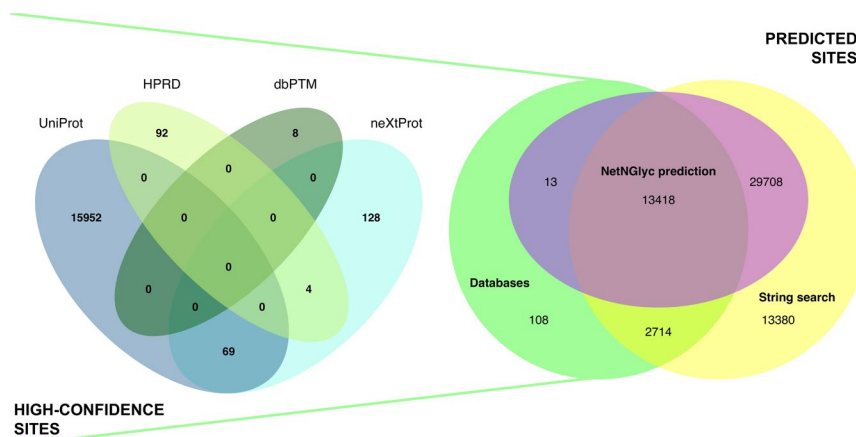 PREDICTED
SITES
HPRD
dbPTM
UniProt
neXtProt
92
8
0
0
0
15952
0
0
128
0
0
4
0
0
69
HIGH-CONFIDENCE
SITES
NetNGlyc prediction
13
13418
29708
Databases
108
2714
String search
13380